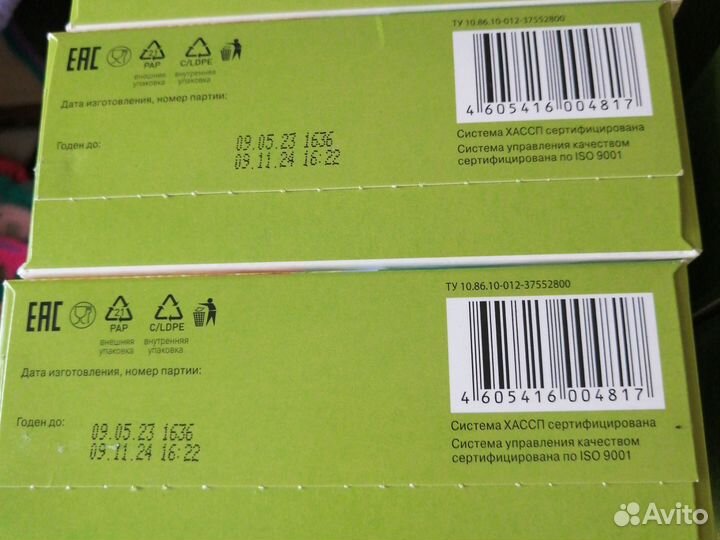 ТУ 10.86.10-012-37552800
EAC
21
PAP
C/LDPE
внешняя упаковка
внутренняя упаковка
Дата изготовления, номер партии:
4 605416 004817
Годен до:
09.05.23 1636
09.11.24 16:22
Система ХАССП сертифицирована
Система управления качеством
сертифицирована по ISO 9001
ТУ 10.86.10-012-37552800
EAC
21
PAP
C/LDPE
внешняя упаковка
внутренняя упаковка
Дата изготовления, номер партии:
4 605416 004817
Годен до:
09.05.23 1636
09.11.24 16:22
Система ХАССП сертифицирована
Система управления качеством
сертифицирована по ISO 9001
Avito